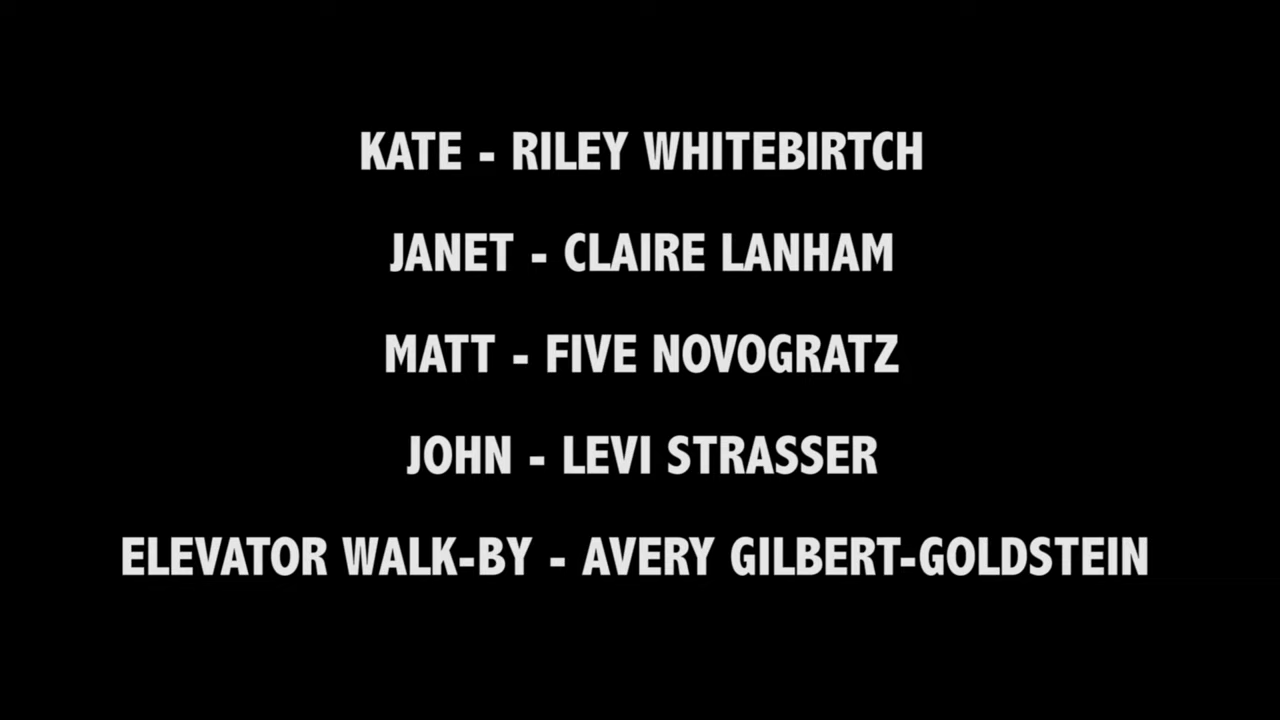 KATE - RILEY WHITEBIRTCH
JANET - CLAIRE LANHAM
MATT - FIVE NOVOGRATZ
JOHN - LEVI STRASSER
ELEVATOR WALK-BY - AVERY GILBERT-GOLDSTEIN